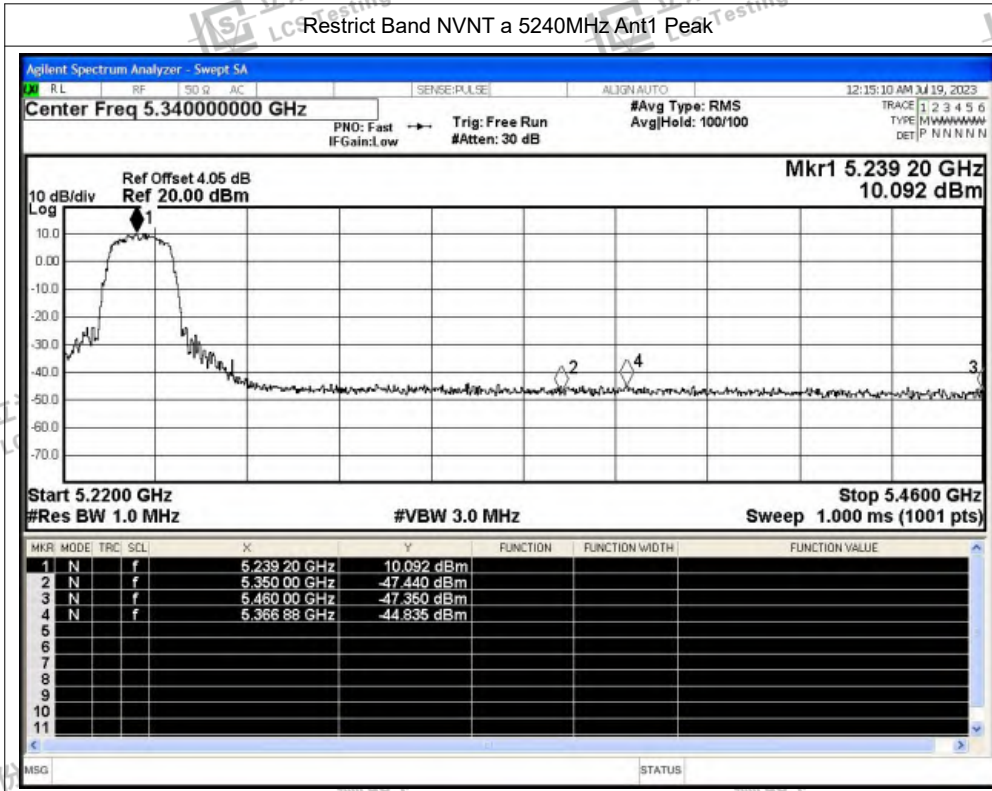 Restrict Band NVNT a 5240MHz Ant1 Peak
Agilent Spectrum Analyzer - Swept SA
RL RF 50 Ω AC SENSE:PULSE ALIGN AUTO 12:15:10 AM Jul 19, 2023
Center Freq 5.340000000 GHz #Avg Type: RMS TRACE 1 2 3 4 5 6
PNO: Fast Trig: Free Run Avg|Hold: 100/100 TYPE MWWWWW
IFGain:Low #Atten: 30 dB DET P N N N N N
Mkr1 5.239 20 GHz
Ref Offset 4.05 dB
10 dB/div Ref 20.00 dBm 10.092 dBm
Log
1
10.0
0.00
-10.0
-20.0
-30.0
-40.0
2 4 3
-50.0
-60.0
-70.0
Start 5.2200 GHz Stop 5.4600 GHz
#Res BW 1.0 MHz #VBW 3.0 MHz Sweep 1.000 ms (1001 pts)
MKR MODE TRC SCL X Y FUNCTION FUNCTION WIDTH FUNCTION VALUE
1 N f 5.239 20 GHz 10.092 dBm
2 N f 5.350 00 GHz -47.440 dBm
3 N f 5.460 00 GHz -47.350 dBm
4 N f 5.366 88 GHz -44.835 dBm
5
6
7
8
9
10
11
MSG STATUS